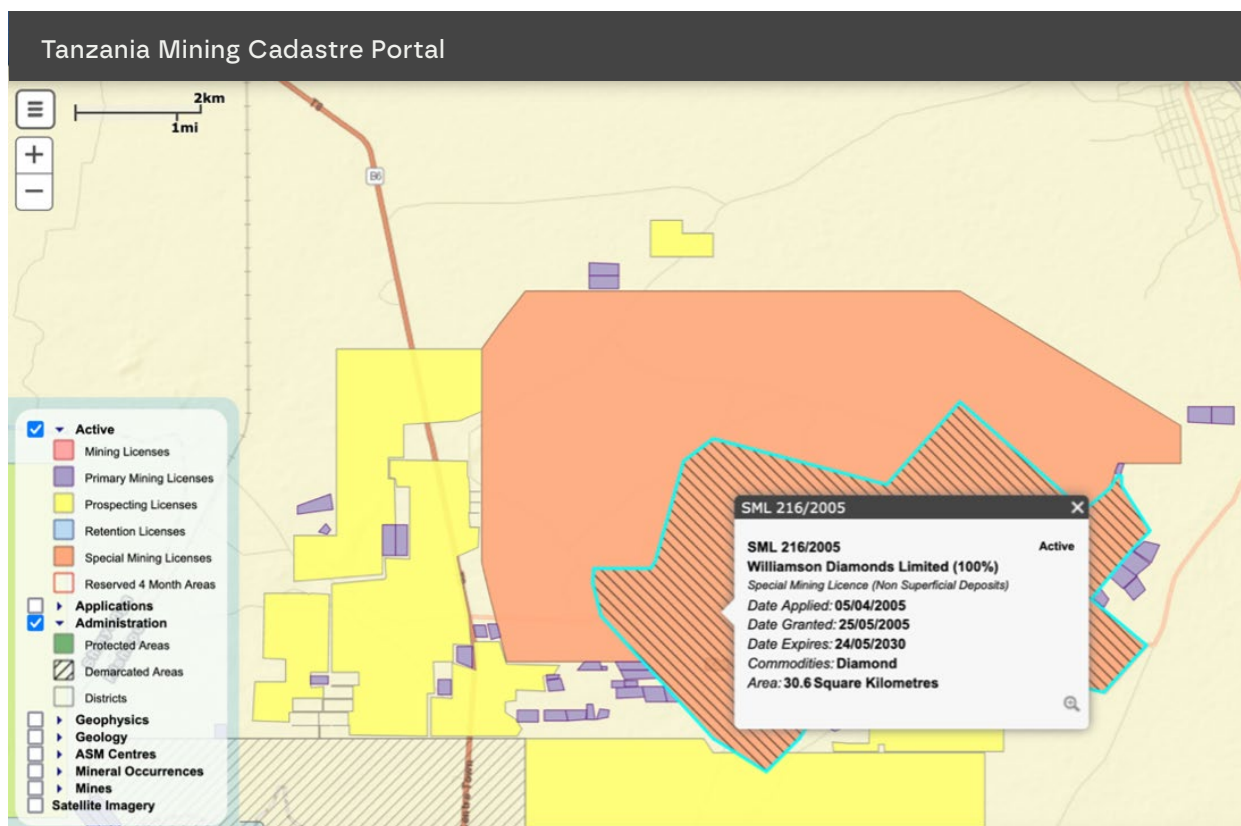 Tanzania Mining Cadastre Portal
2km
1mi
+
−
B6
Active
Mining Licenses
Primary Mining Licenses
Prospecting Licenses
Retention Licenses
Special Mining Licenses
Reserved 4 Month Areas
Applications
Administration
Protected Areas
Demarcated Areas
Districts
Geophysics
Geology
ASM Centres
Mineral Occurrences
Mines
Satellite Imagery
SML 216/2005
SML 216/2005 Active
Williamson Diamonds Limited (100%)
Special Mining Licence (Non Superficial Deposits)
Date Applied: 05/04/2005
Date Granted: 25/05/2005
Date Expires: 24/05/2030
Commodities: Diamond
Area: 30.6 Square Kilometres